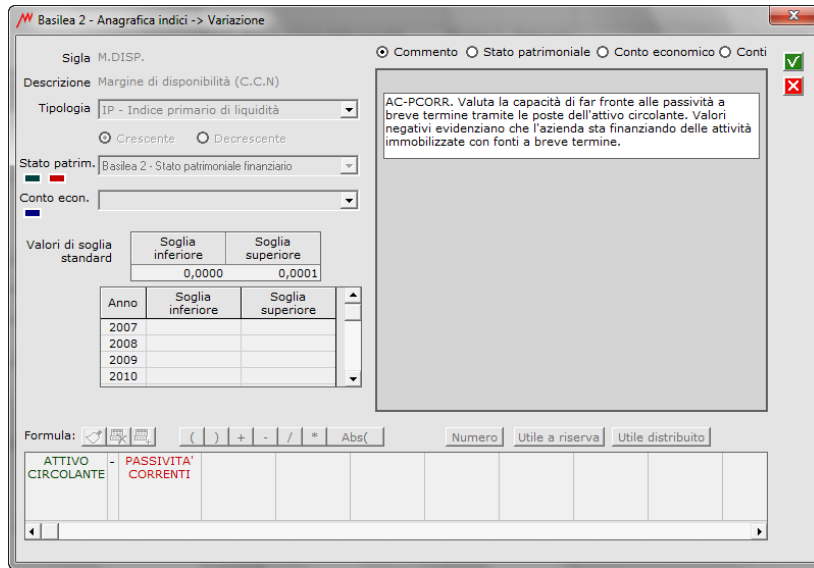 Basilea 2 - Anagrafica indici -> Variazione
Sigla M.DISP.
Descrizione Margine di disponibilità (C.C.N)
Tipologia IP - Indice primario di liquidità
Crescente Decrescente
Stato patrim. Basilea 2 - Stato patrimoniale finanziario
Conto econ.
Valori di soglia
standard
Soglia
inferiore
Soglia
superiore
0,0000 0,0001
Anno
Soglia
inferiore
Soglia
superiore
2007
2008
2009
2010
Commento Stato patrimoniale Conto economico Conti
AC-PCORR. Valuta la capacità di far fronte alle passività a
breve termine tramite le poste dell'attivo circolante. Valori
negativi evidenziano che l'azienda sta finanziando delle attività
immobilizzate con fonti a breve termine.
Formula: ( ) + - / * Abs( Numero Utile a riserva Utile distribuito
ATTIVO
CIRCOLANTE
-
PASSIVITA'
CORRENTI